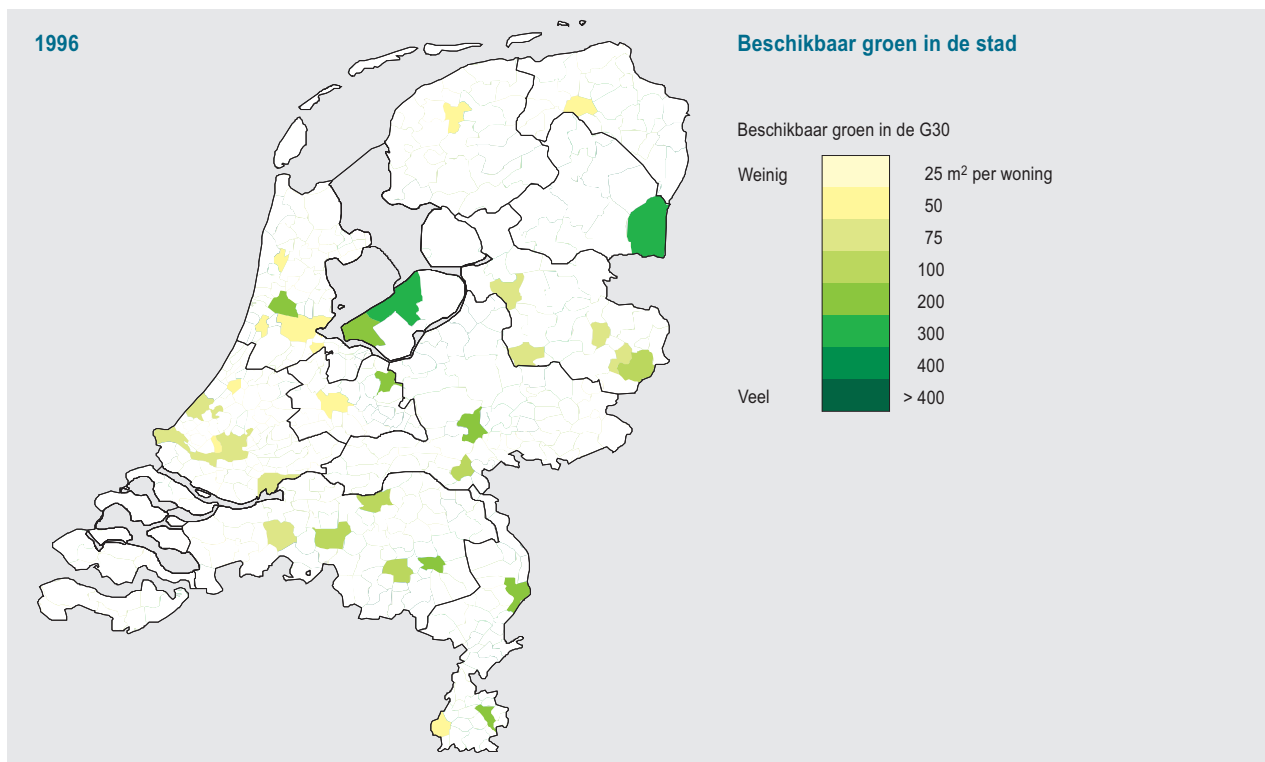 1996
Beschikbaar groen in de stad
Beschikbaar groen in de G30
Weinig
25 m² per woning
50
75
100
200
300
400
Veel
> 400